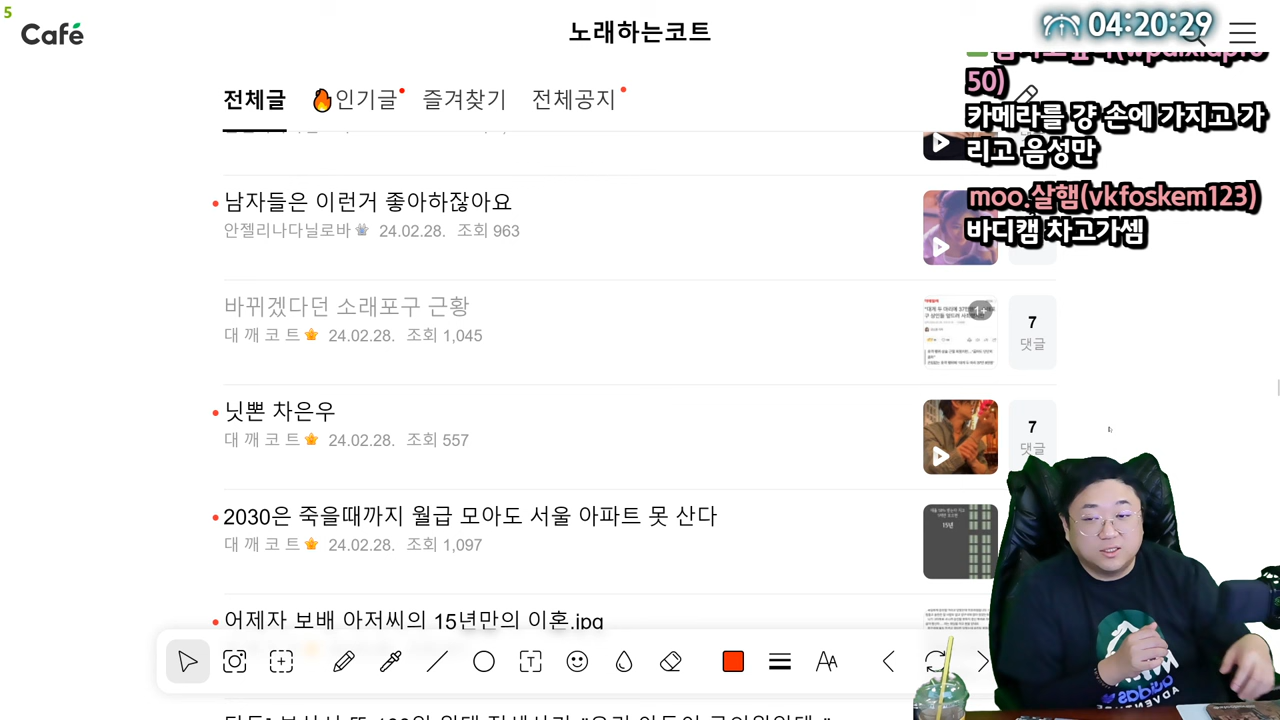 5
Café
노래하는코트
04:20:29
전체글
인기글
즐겨찾기
전체공지
50)
카메라를 걍 손에 가지고 가
리고 음성만
moo.살햄(vkfoskem123)
바디캠 차고가셈
남자들은 이런거 좋아하잖아요
안젤리나다닐로바 24.02.28. 조회 963
바뀌겠다던 소래포구 근황
대 깨 코 트 24.02.28. 조회 1,045
7
댓글
닛뽄 차은우
대 깨 코 트 24.02.28. 조회 557
7
댓글
2030은 죽을때까지 월급 모아도 서울 아파트 못 산다
대 깨 코 트 24.02.28. 조회 1,097
15년
이제자 보배 아저씨의 15년만의 이혼.jpg